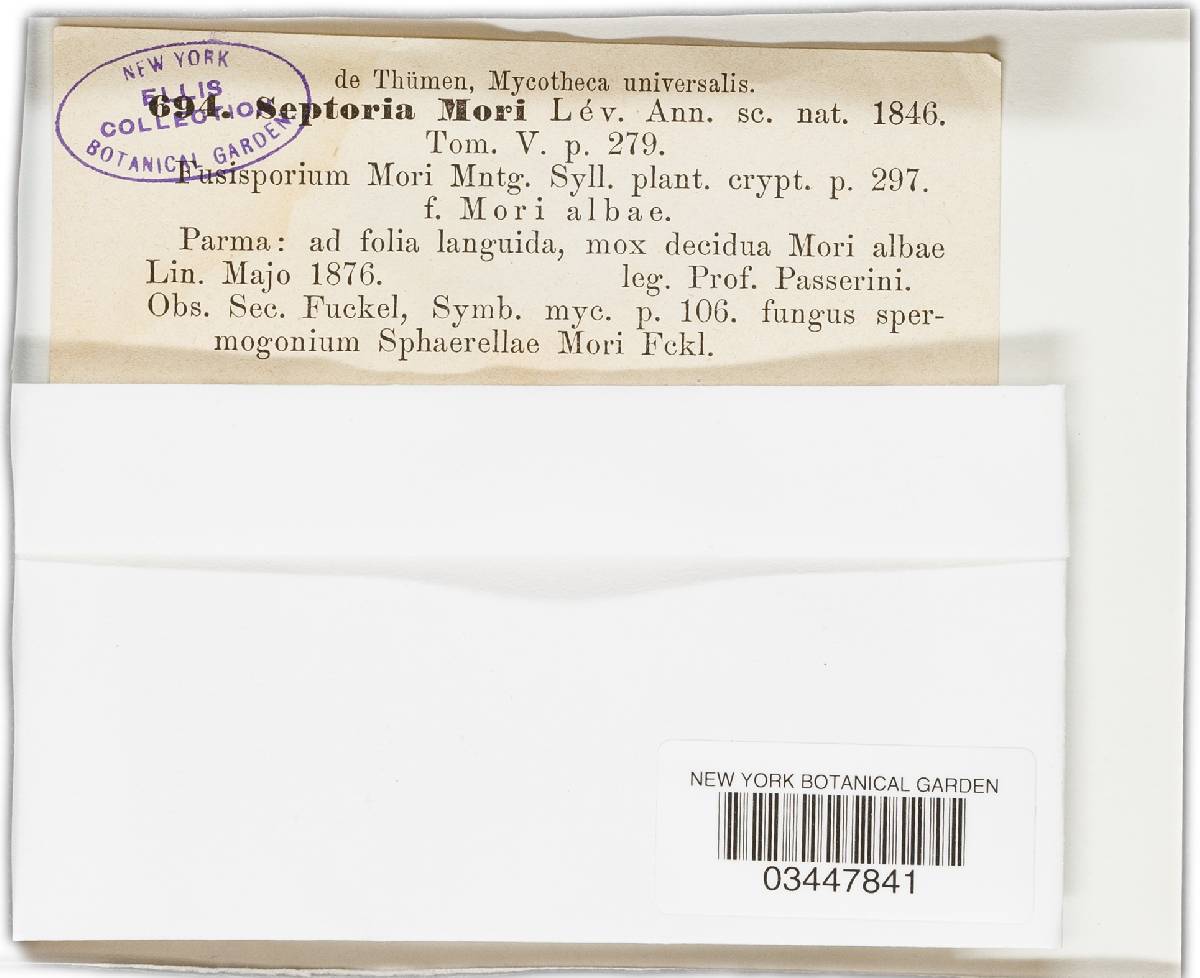 de Thümen, Mycotheca universalis.
NEW YORK
ELLIS
COLLECTION
BOTANICAL GARDEN
694. Septoria Mori Lév. Ann. sc. nat. 1846.
Tom. V. p. 279.
Fusisporium Mori Mntg. Syll. plant. crypt. p. 297.
f. Mori albae.
Parma: ad folia languida, mox decidua Mori albae
Lin. Majo 1876. leg. Prof. Passerini.
Obs. Sec. Fuckel, Symb. myc. p. 106. fungus sper-
mogonium Sphaerellae Mori Fckl.
NEW YORK BOTANICAL GARDEN
03447841